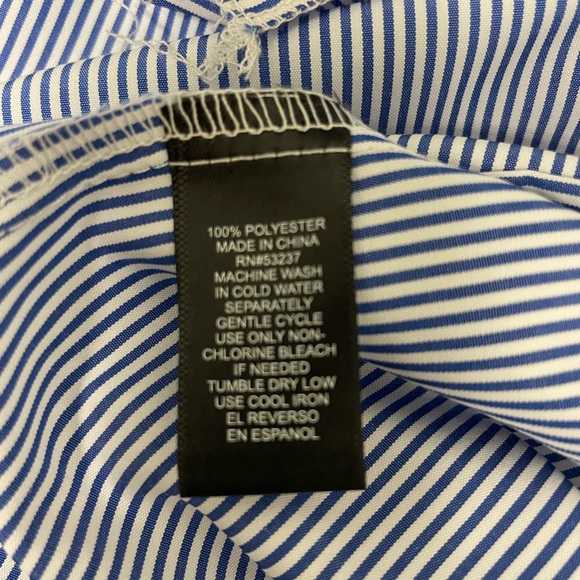 100% POLYESTER
MADE IN CHINA
RN#53237
MACHINE WASH
IN COLD WATER
SEPARATELY
GENTLE CYCLE
USE ONLY NON-
CHLORINE BLEACH
IF NEEDED
TUMBLE DRY LOW
USE COOL IRON
EL REVERSO
EN ESPANOL